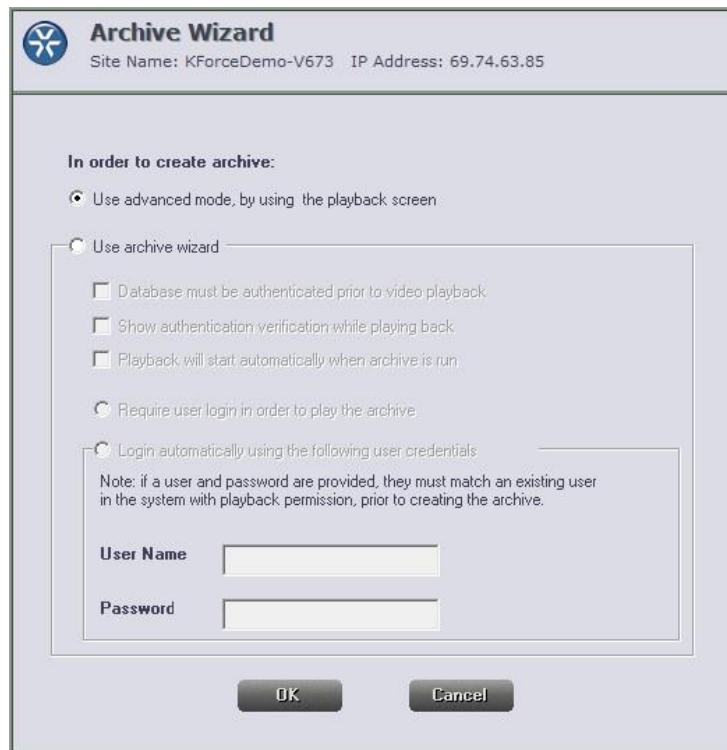 Archive Wizard
Site Name: KForceDemo-V673 IP Address: 69.74.63.85
In order to create archive:
Use advanced mode, by using the playback screen
Use archive wizard
Database must be authenticated prior to video playback
Show authentication verification while playing back
Playback will start automatically when archive is run
Require user login in order to play the archive
Login automatically using the following user credentials
Note: if a user and password are provided, they must match an existing user
in the system with playback permission, prior to creating the archive.
User Name
Password
OK Cancel